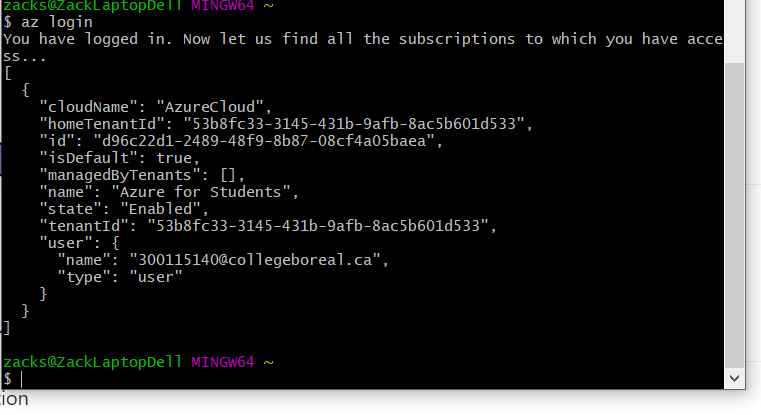 zacks@ZackLaptopDell MINGW64 ~
$ az login
You have logged in. Now let us find all the subscriptions to which you have acce
ss...
[
  {
    "cloudName": "AzureCloud",
    "homeTenantId": "53b8fc33-3145-431b-9afb-8ac5b601d533",
    "id": "d96c22d1-2489-48f9-8b87-08cf4a05baea",
    "isDefault": true,
    "managedByTenants": [],
    "name": "Azure for Students",
    "state": "Enabled",
    "tenantId": "53b8fc33-3145-431b-9afb-8ac5b601d533",
    "user": {
      "name": "300115140@collegeboreal.ca",
      "type": "user"
    }
  }
]
zacks@ZackLaptopDell MINGW64 ~
$
tion